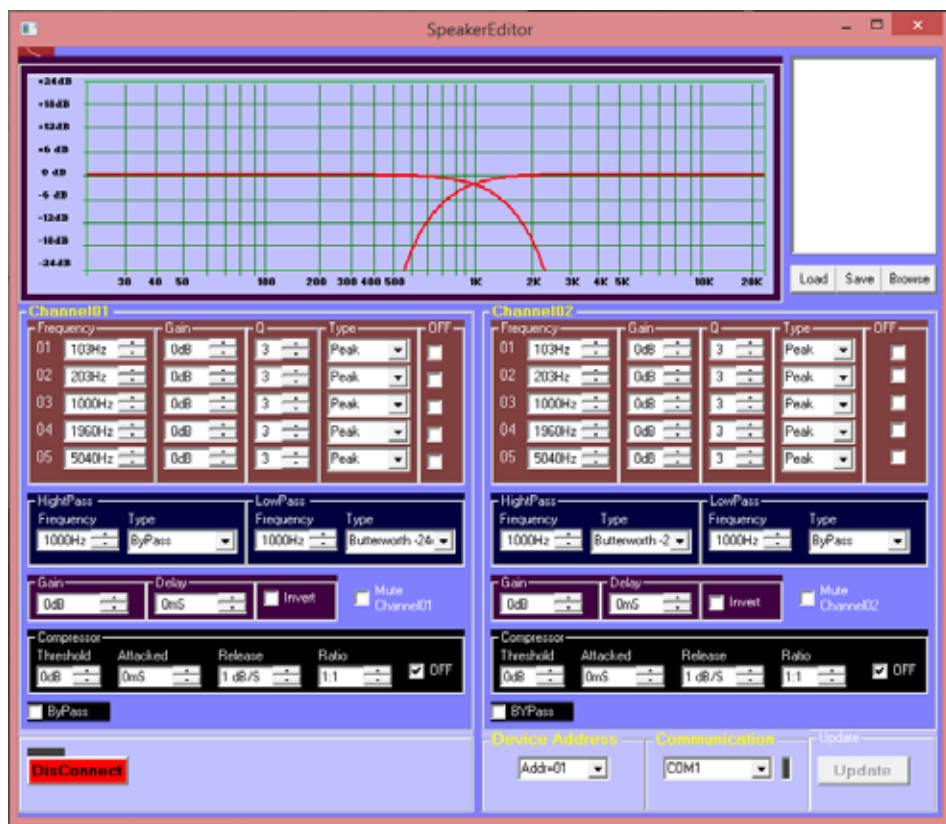 SpeakerEditor
+24dB
+18dB
+12dB
+6 dB
0 dB
-6 dB
-12dB
-18dB
-24dB
30 40 50 100 200 300 400 500 1K 2K 3K 4K 5K 10K 20K
Load Save Browse
Channel01
Frequency Gain Q Type OFF
01 103Hz 0dB 3 Peak
02 203Hz 0dB 3 Peak
03 1000Hz 0dB 3 Peak
04 1960Hz 0dB 3 Peak
05 5040Hz 0dB 3 Peak
HightPass LowPass
Frequency Type Frequency Type
1000Hz ByPass 1000Hz Butterworth -24
Gain Delay
0dB 0mS Invert Mute
Channel01
Compressor
Threshold Attacked Release Ratio
0dB 0mS 1 dB/S 1:1 OFF
ByPass
Channel02
Frequency Gain Q Type OFF
01 103Hz 0dB 3 Peak
02 203Hz 0dB 3 Peak
03 1000Hz 0dB 3 Peak
04 1960Hz 0dB 3 Peak
05 5040Hz 0dB 3 Peak
HightPass LowPass
Frequency Type Frequency Type
1000Hz Butterworth -2 1000Hz ByPass
Gain Delay
0dB 0mS Invert Mute
Channel02
Compressor
Threshold Attacked Release Ratio
0dB 0mS 1 dB/S 1:1 OFF
BYPass
DisConnect
Device Address Communication Update
Addr=01 COM1 Update